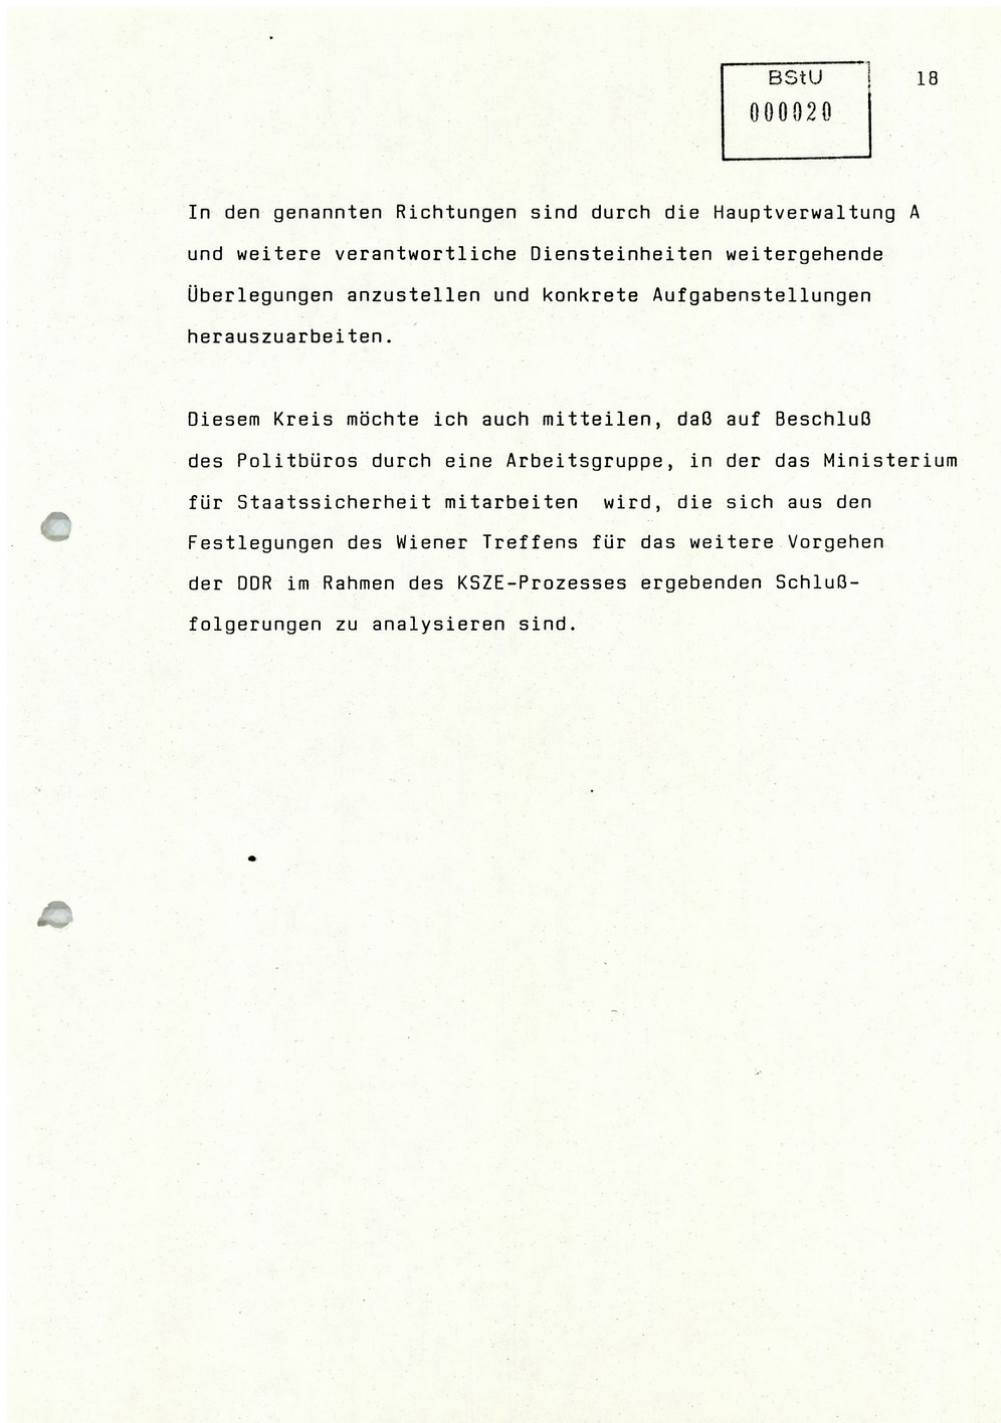 BStU
18
000020
In den genannten Richtungen sind durch die Hauptverwaltung A
und weitere verantwortliche Diensteinheiten weitergehende
Überlegungen anzustellen und konkrete Aufgabenstellungen
herauszuarbeiten.
Diesem Kreis möchte ich auch mitteilen, daß auf Beschluß
des Politbüros durch eine Arbeitsgruppe, in der das Ministerium
für Staatssicherheit mitarbeiten  wird, die sich aus den
Festlegungen des Wiener Treffens für das weitere Vorgehen
der DDR im Rahmen des KSZE-Prozesses ergebenden Schluß-
folgerungen zu analysieren sind.